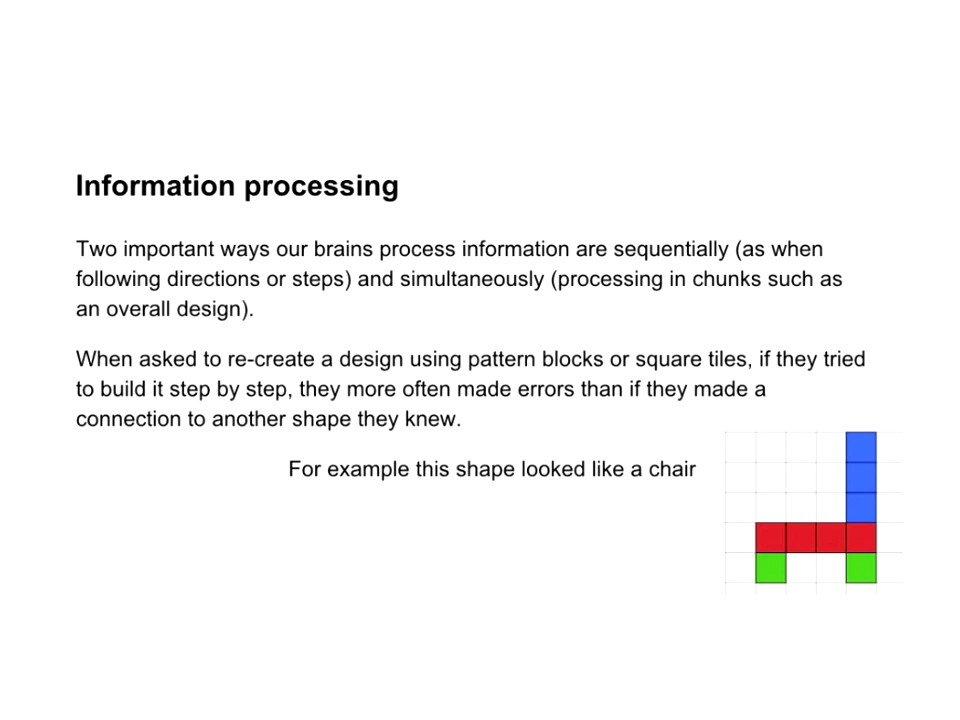 Information processing
Two important ways our brains process information are sequentially (as when
following directions or steps) and simultaneously (processing in chunks such as
an overall design).
When asked to re-create a design using pattern blocks or square tiles, if they tried
to build it step by step, they more often made errors than if they made a
connection to another shape they knew.
For example this shape looked like a chair